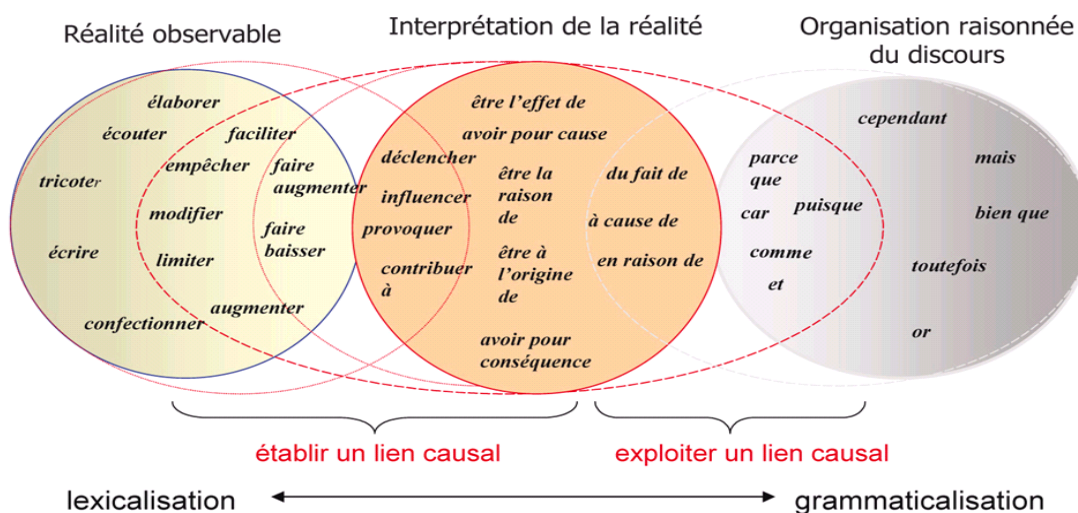 Réalité observable
Interprétation de la réalité
Organisation raisonnée
du discours
élaborer
écouter
faciliter
empêcher
faire
augmenter
tricoter
modifier
faire
baisser
écrire
limiter
augmenter
confectionner
être l'effet de
avoir pour cause
déclencher
être la
raison
de
influencer
provoquer
être à
l'origine
de
contribuer
à
avoir pour
conséquence
du fait de
à cause de
en raison de
cependant
parce
que
mais
car
puisque
bien que
comme
et
toutefois
or
établir un lien causal
exploiter un lien causal
lexicalisation
grammaticalisation